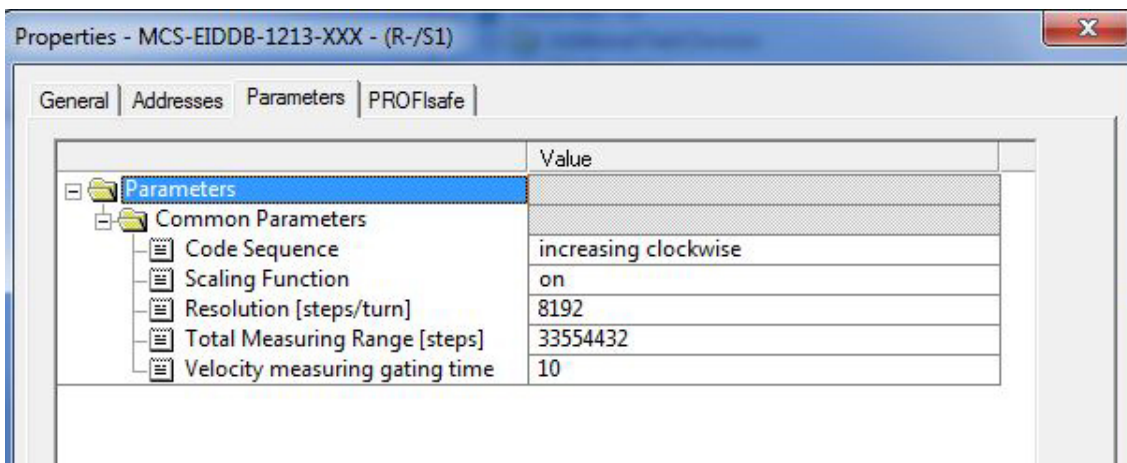 Properties - MCS-EIDDB-1213-XXX - (R-/S1)
General Addresses Parameters PROFIsafe
Value
Parameters
Common Parameters
Code Sequence increasing clockwise
Scaling Function on
Resolution [steps/turn] 8192
Total Measuring Range [steps] 33554432
Velocity measuring gating time 10